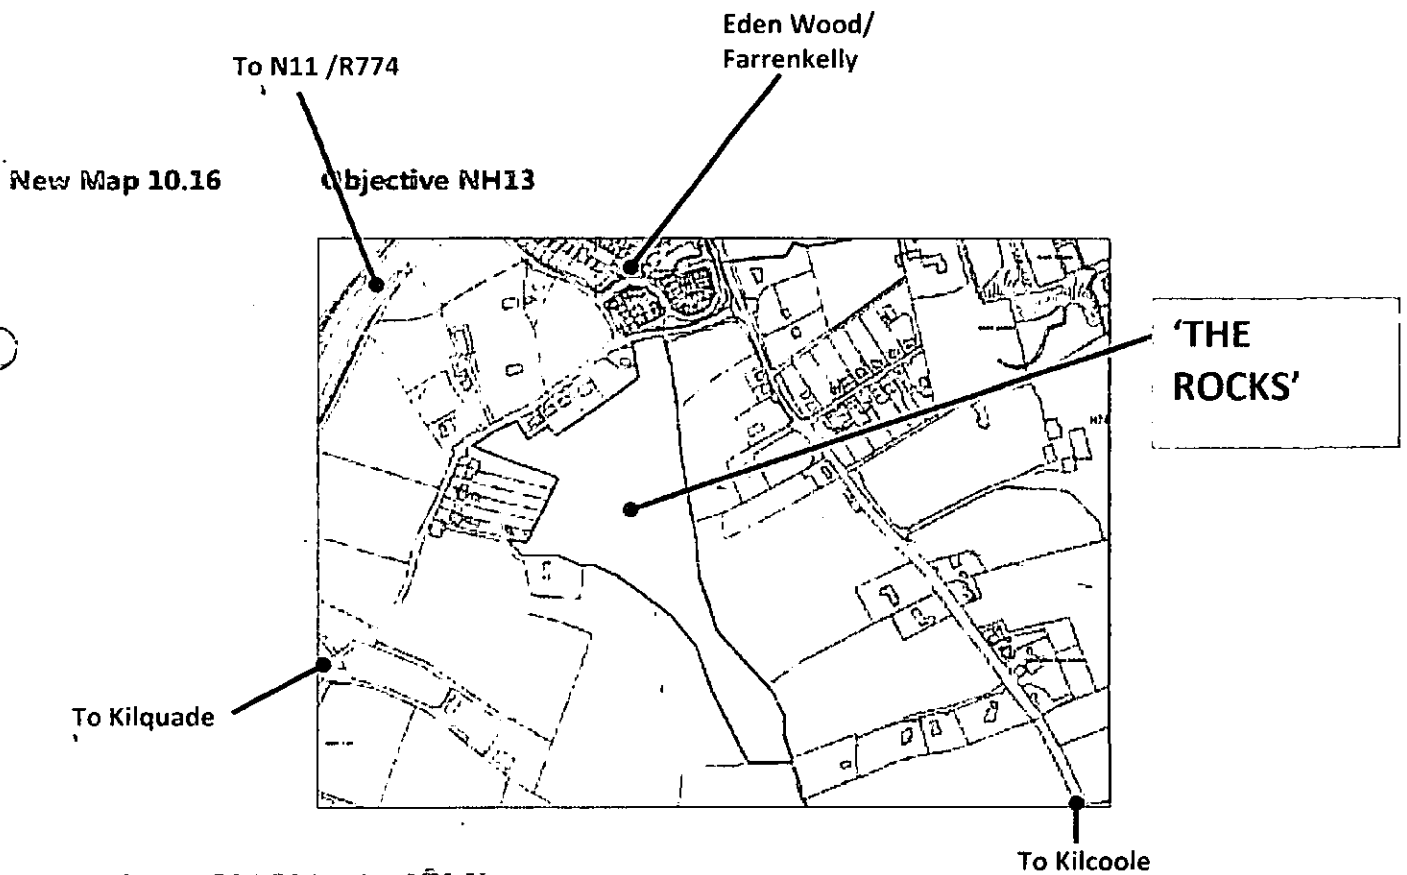 Eden Wood/
Farrenkelly
To N11 /R774
New Map 10.16 Objective NH13
‘THE
ROCKS’
To Kilquade
To Kilcoole